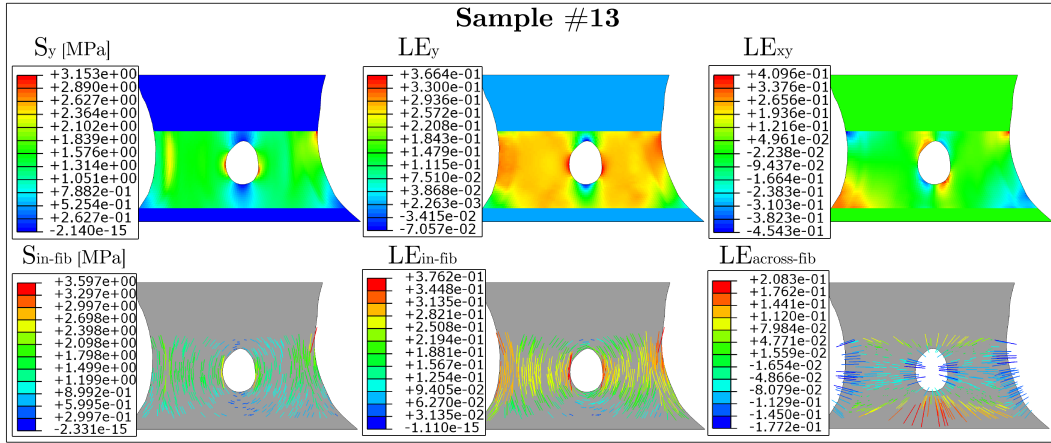 Sample #13
Sy [MPa]
+3.153e+00
+2.890e+00
+2.627e+00
+2.364e+00
+2.102e+00
+1.839e+00
+1.576e+00
+1.314e+00
+1.051e+00
+7.882e-01
+5.254e-01
+2.627e-01
-2.140e-15
LEy
+3.664e-01
+3.300e-01
+2.936e-01
+2.572e-01
+2.208e-01
+1.843e-01
+1.479e-01
+1.115e-01
+7.510e-02
+3.868e-02
+2.263e-03
-3.415e-02
-7.057e-02
LExy
+4.096e-01
+3.376e-01
+2.656e-01
+1.936e-01
+1.216e-01
+4.961e-02
-2.238e-02
-9.437e-02
-1.664e-01
-2.383e-01
-3.103e-01
-3.823e-01
-4.543e-01
Sin-fib [MPa]
+3.597e+00
+3.297e+00
+2.997e+00
+2.698e+00
+2.398e+00
+2.098e+00
+1.798e+00
+1.499e+00
+1.199e+00
+8.992e-01
+5.995e-01
+2.997e-01
-2.331e-15
LEin-fib
+3.762e-01
+3.448e-01
+3.135e-01
+2.821e-01
+2.508e-01
+2.194e-01
+1.881e-01
+1.567e-01
+1.254e-01
+9.405e-02
+6.270e-02
+3.135e-02
-1.110e-15
LEacross-fib
+2.083e-01
+1.762e-01
+1.441e-01
+1.120e-01
+7.984e-02
+4.771e-02
+1.559e-02
-1.654e-02
-4.866e-02
-8.079e-02
-1.129e-01
-1.450e-01
-1.772e-01